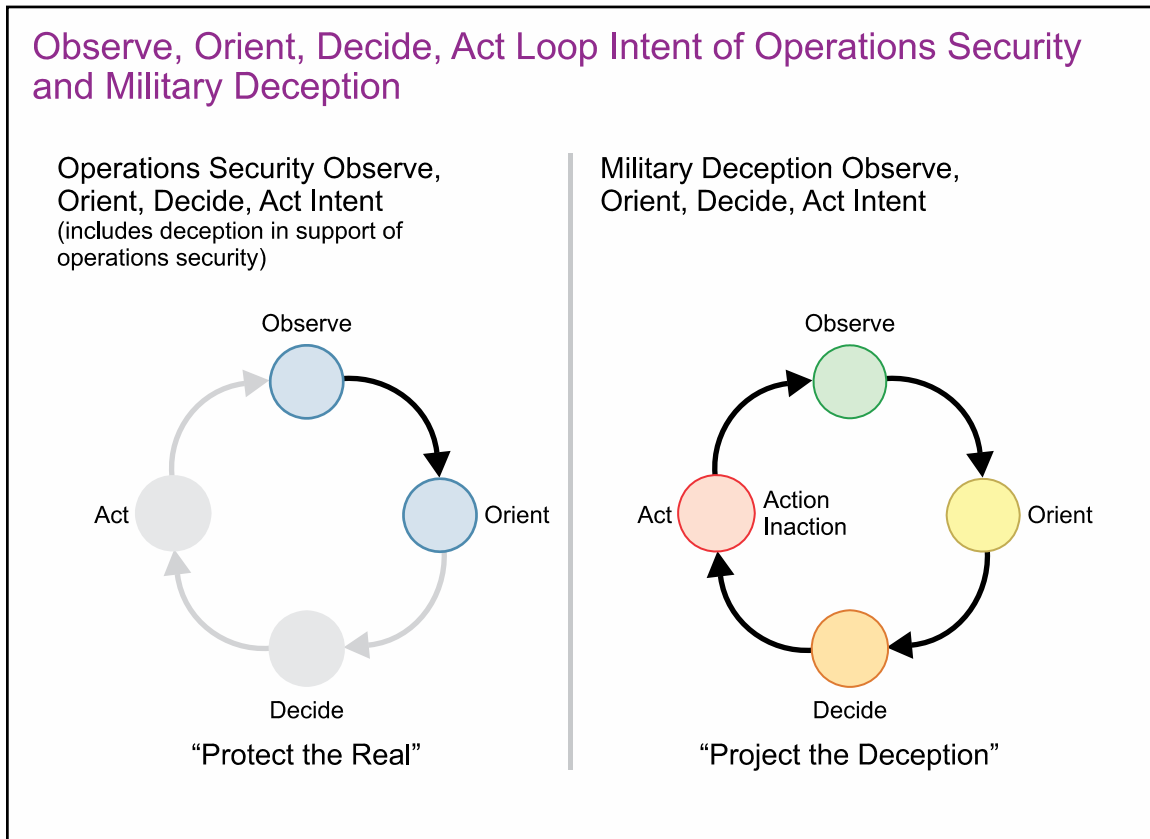 Observe, Orient, Decide, Act Loop Intent of Operations Security
and Military Deception
Operations Security Observe,
Orient, Decide, Act Intent
(includes deception in support of
operations security)
Observe
Act
Orient
Decide
“Protect the Real”
Military Deception Observe,
Orient, Decide, Act Intent
Observe
Act
Action
Inaction
Orient
Decide
“Project the Deception”